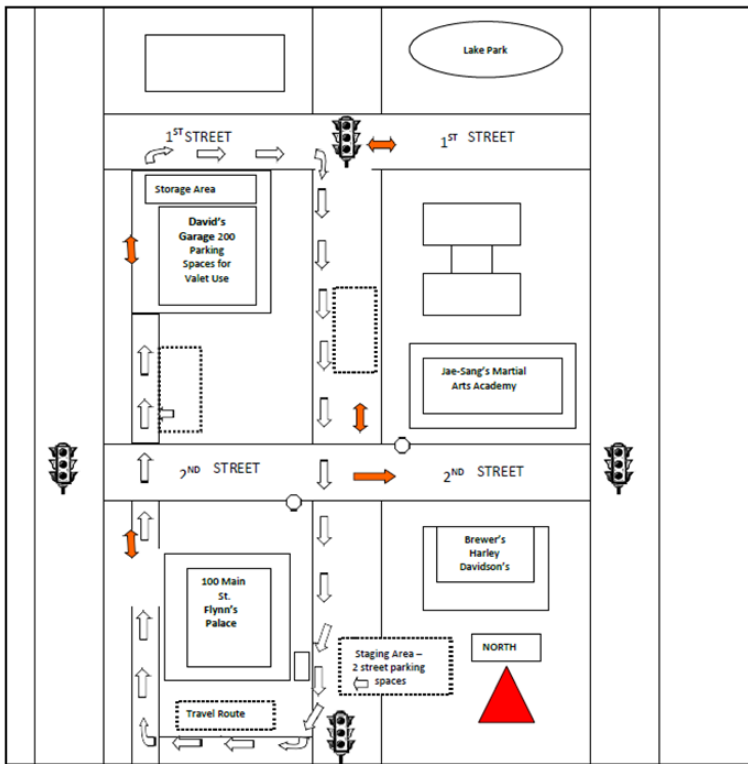 Lake Park
1ST STREET
1ST STREET
Storage Area
David's
Garage 200
Parking
Spaces for
Valet Use
Jae-Sang's Martial
Arts Academy
2ND STREET
2ND STREET
100 Main
St.
Flynn's
Palace
Brewer's
Harley
Davidson's
NORTH
Staging Area –
2 street parking
spaces
Travel Route